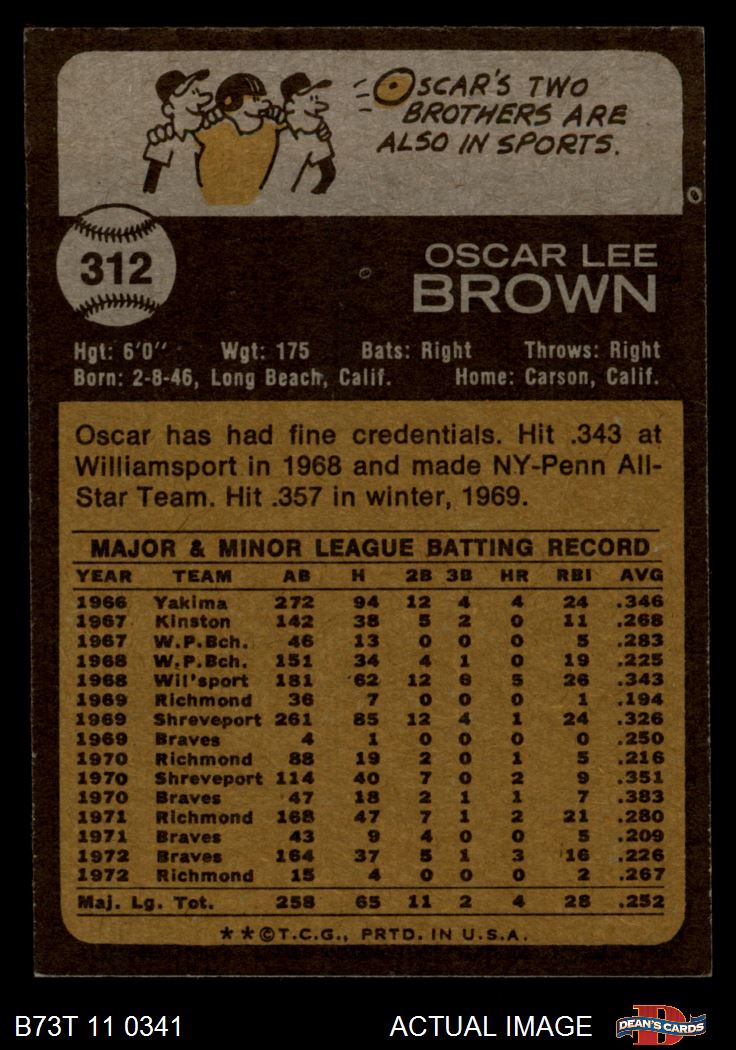 OSCAR'S TWO
BROTHERS ARE
ALSO IN SPORTS.
312
OSCAR LEE
BROWN
Hgt: 6'0" Wgt: 175 Bats: Right Throws: Right
Born: 2-8-46, Long Beach, Calif. Home: Carson, Calif.
Oscar has had fine credentials. Hit .343 at
Williamsport in 1968 and made NY-Penn All-
Star Team. Hit .357 in winter, 1969.
MAJOR & MINOR LEAGUE BATTING RECORD
YEAR TEAM AB H 2B 3B HR RBI AVG
1966 Yakima 272 94 12 4 4 24 .346
1967 Kinston 142 38 5 2 0 11 .268
1967 W.P.Bch. 46 13 0 0 0 5 .283
1968 W.P.Bch. 151 34 4 1 0 19 .225
1968 Wil'sport 181 62 12 6 5 26 .343
1969 Richmond 36 7 0 0 0 1 .194
1969 Shreveport 261 85 12 4 1 24 .326
1969 Braves 4 1 0 0 0 0 .250
1970 Richmond 88 19 2 0 1 5 .216
1970 Shreveport 114 40 7 0 2 9 .351
1970 Braves 47 18 2 1 1 7 .383
1971 Richmond 168 47 7 1 2 21 .280
1971 Braves 43 9 4 0 0 5 .209
1972 Braves 164 37 5 1 3 16 .226
1972 Richmond 15 4 0 0 0 2 .267
Maj. Lg. Tot. 258 65 11 2 4 28 .252
**©T.C.G., PRTD. IN U.S.A.
B73T 11 0341 ACTUAL IMAGE D DEAN'S CARDS